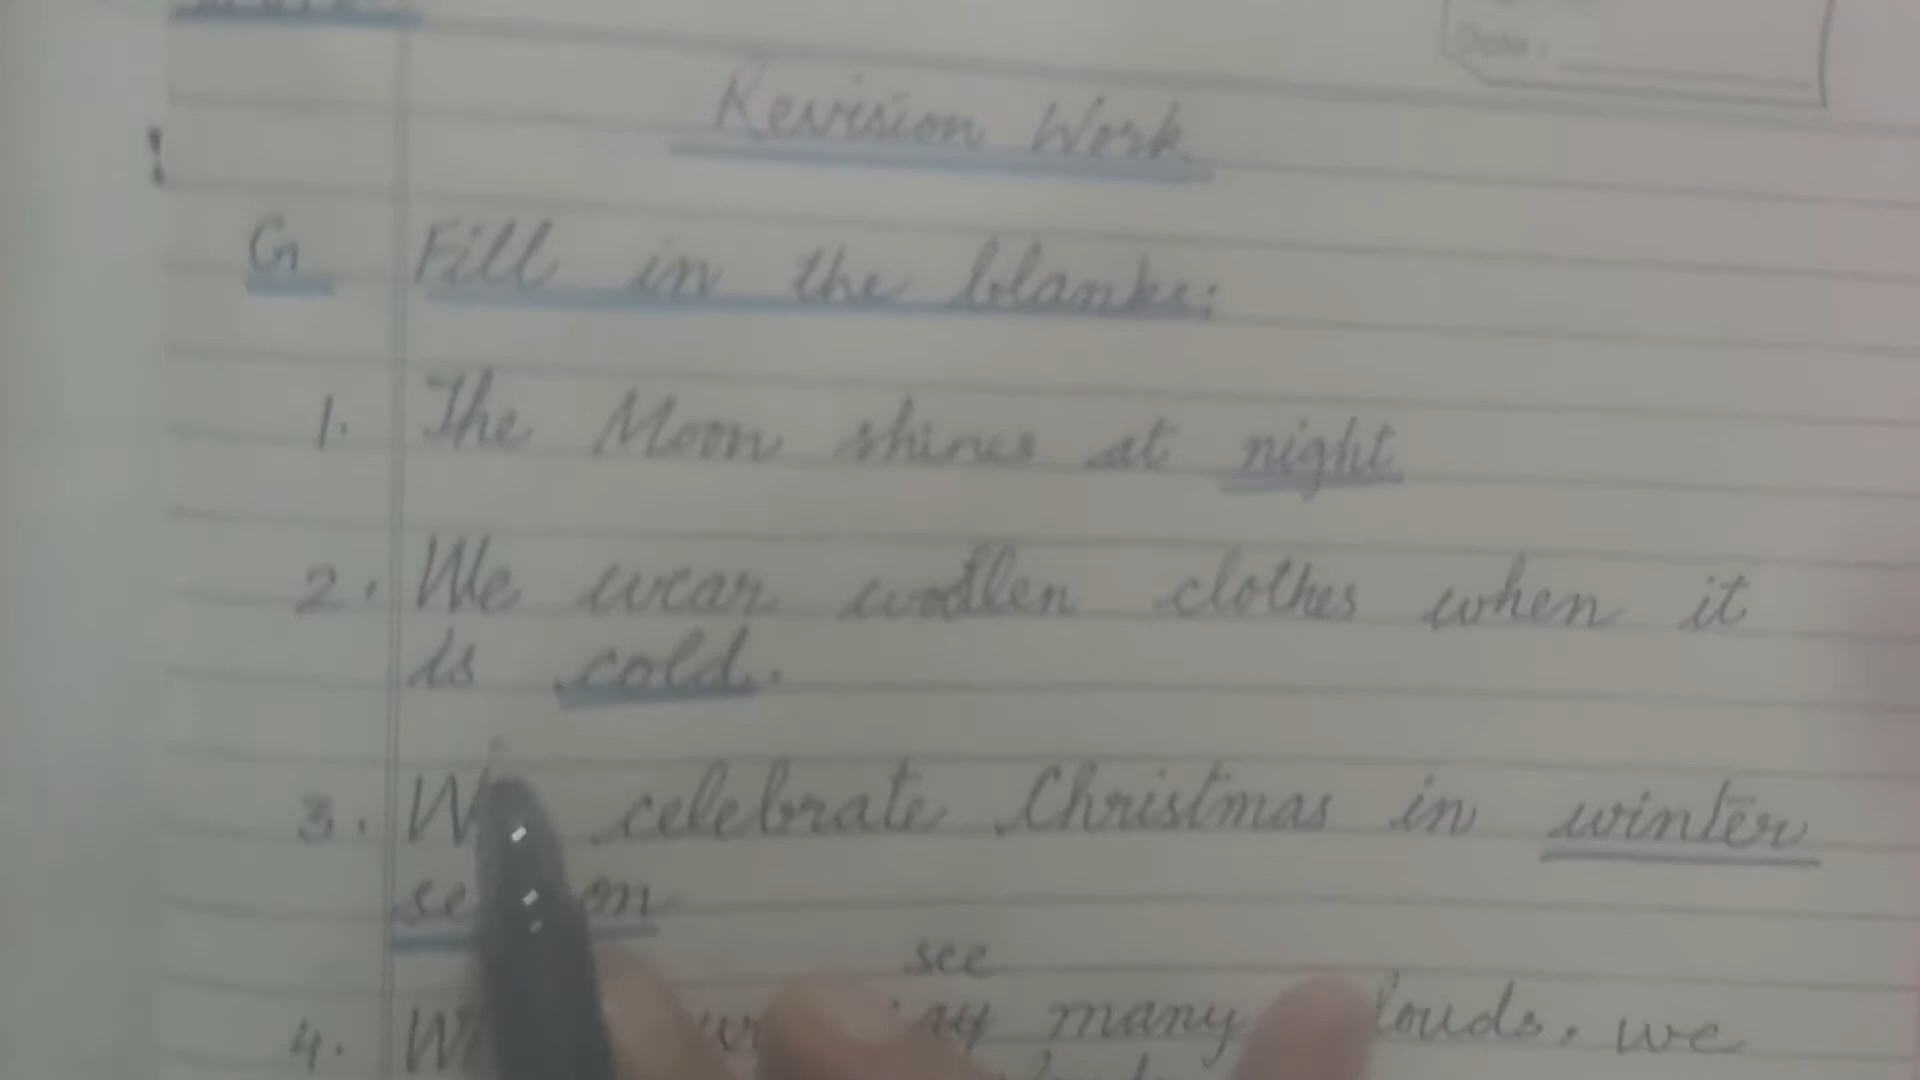 Date:
Revision Work
G Fill in the blanks:
1. The Moon shines at night
2. We wear woollen clothes when it
is cold.
3. celebrate Christmas in winter
see
4. many we